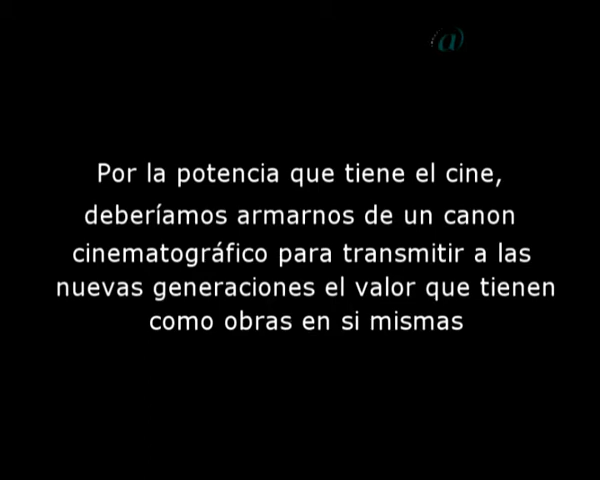 @
Por la potencia que tiene el cine,
deberíamos armarnos de un canon
cinematográfico para transmitir a las
nuevas generaciones el valor que tienen
como obras en si mismas